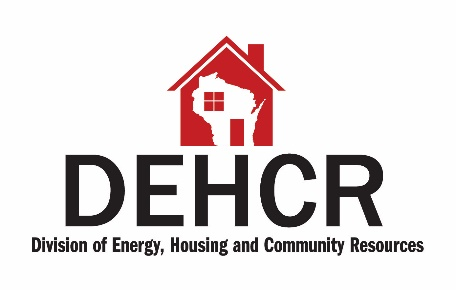 DEHCR
Division of Energy, Housing and Community Resources